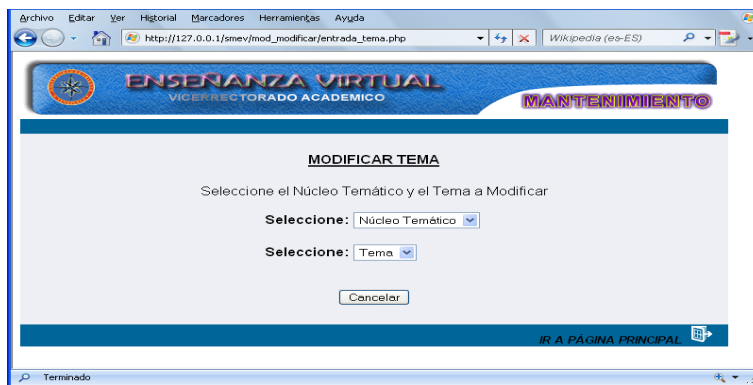 Archivo Editar Ver Historial Marcadores Herramientas Ayuda
http://127.0.0.1/smev/mod_modificar/entrada_tema.php Wikipedia (es-ES)
ENSEÑANZA VIRTUAL
VICERRECTORADO ACADEMICO
MANTENIMIENTO
MODIFICAR TEMA
Seleccione el Núcleo Temático y el Tema a Modificar
Seleccione: Núcleo Temático
Seleccione: Tema
Cancelar
IR A PÁGINA PRINCIPAL
Terminado